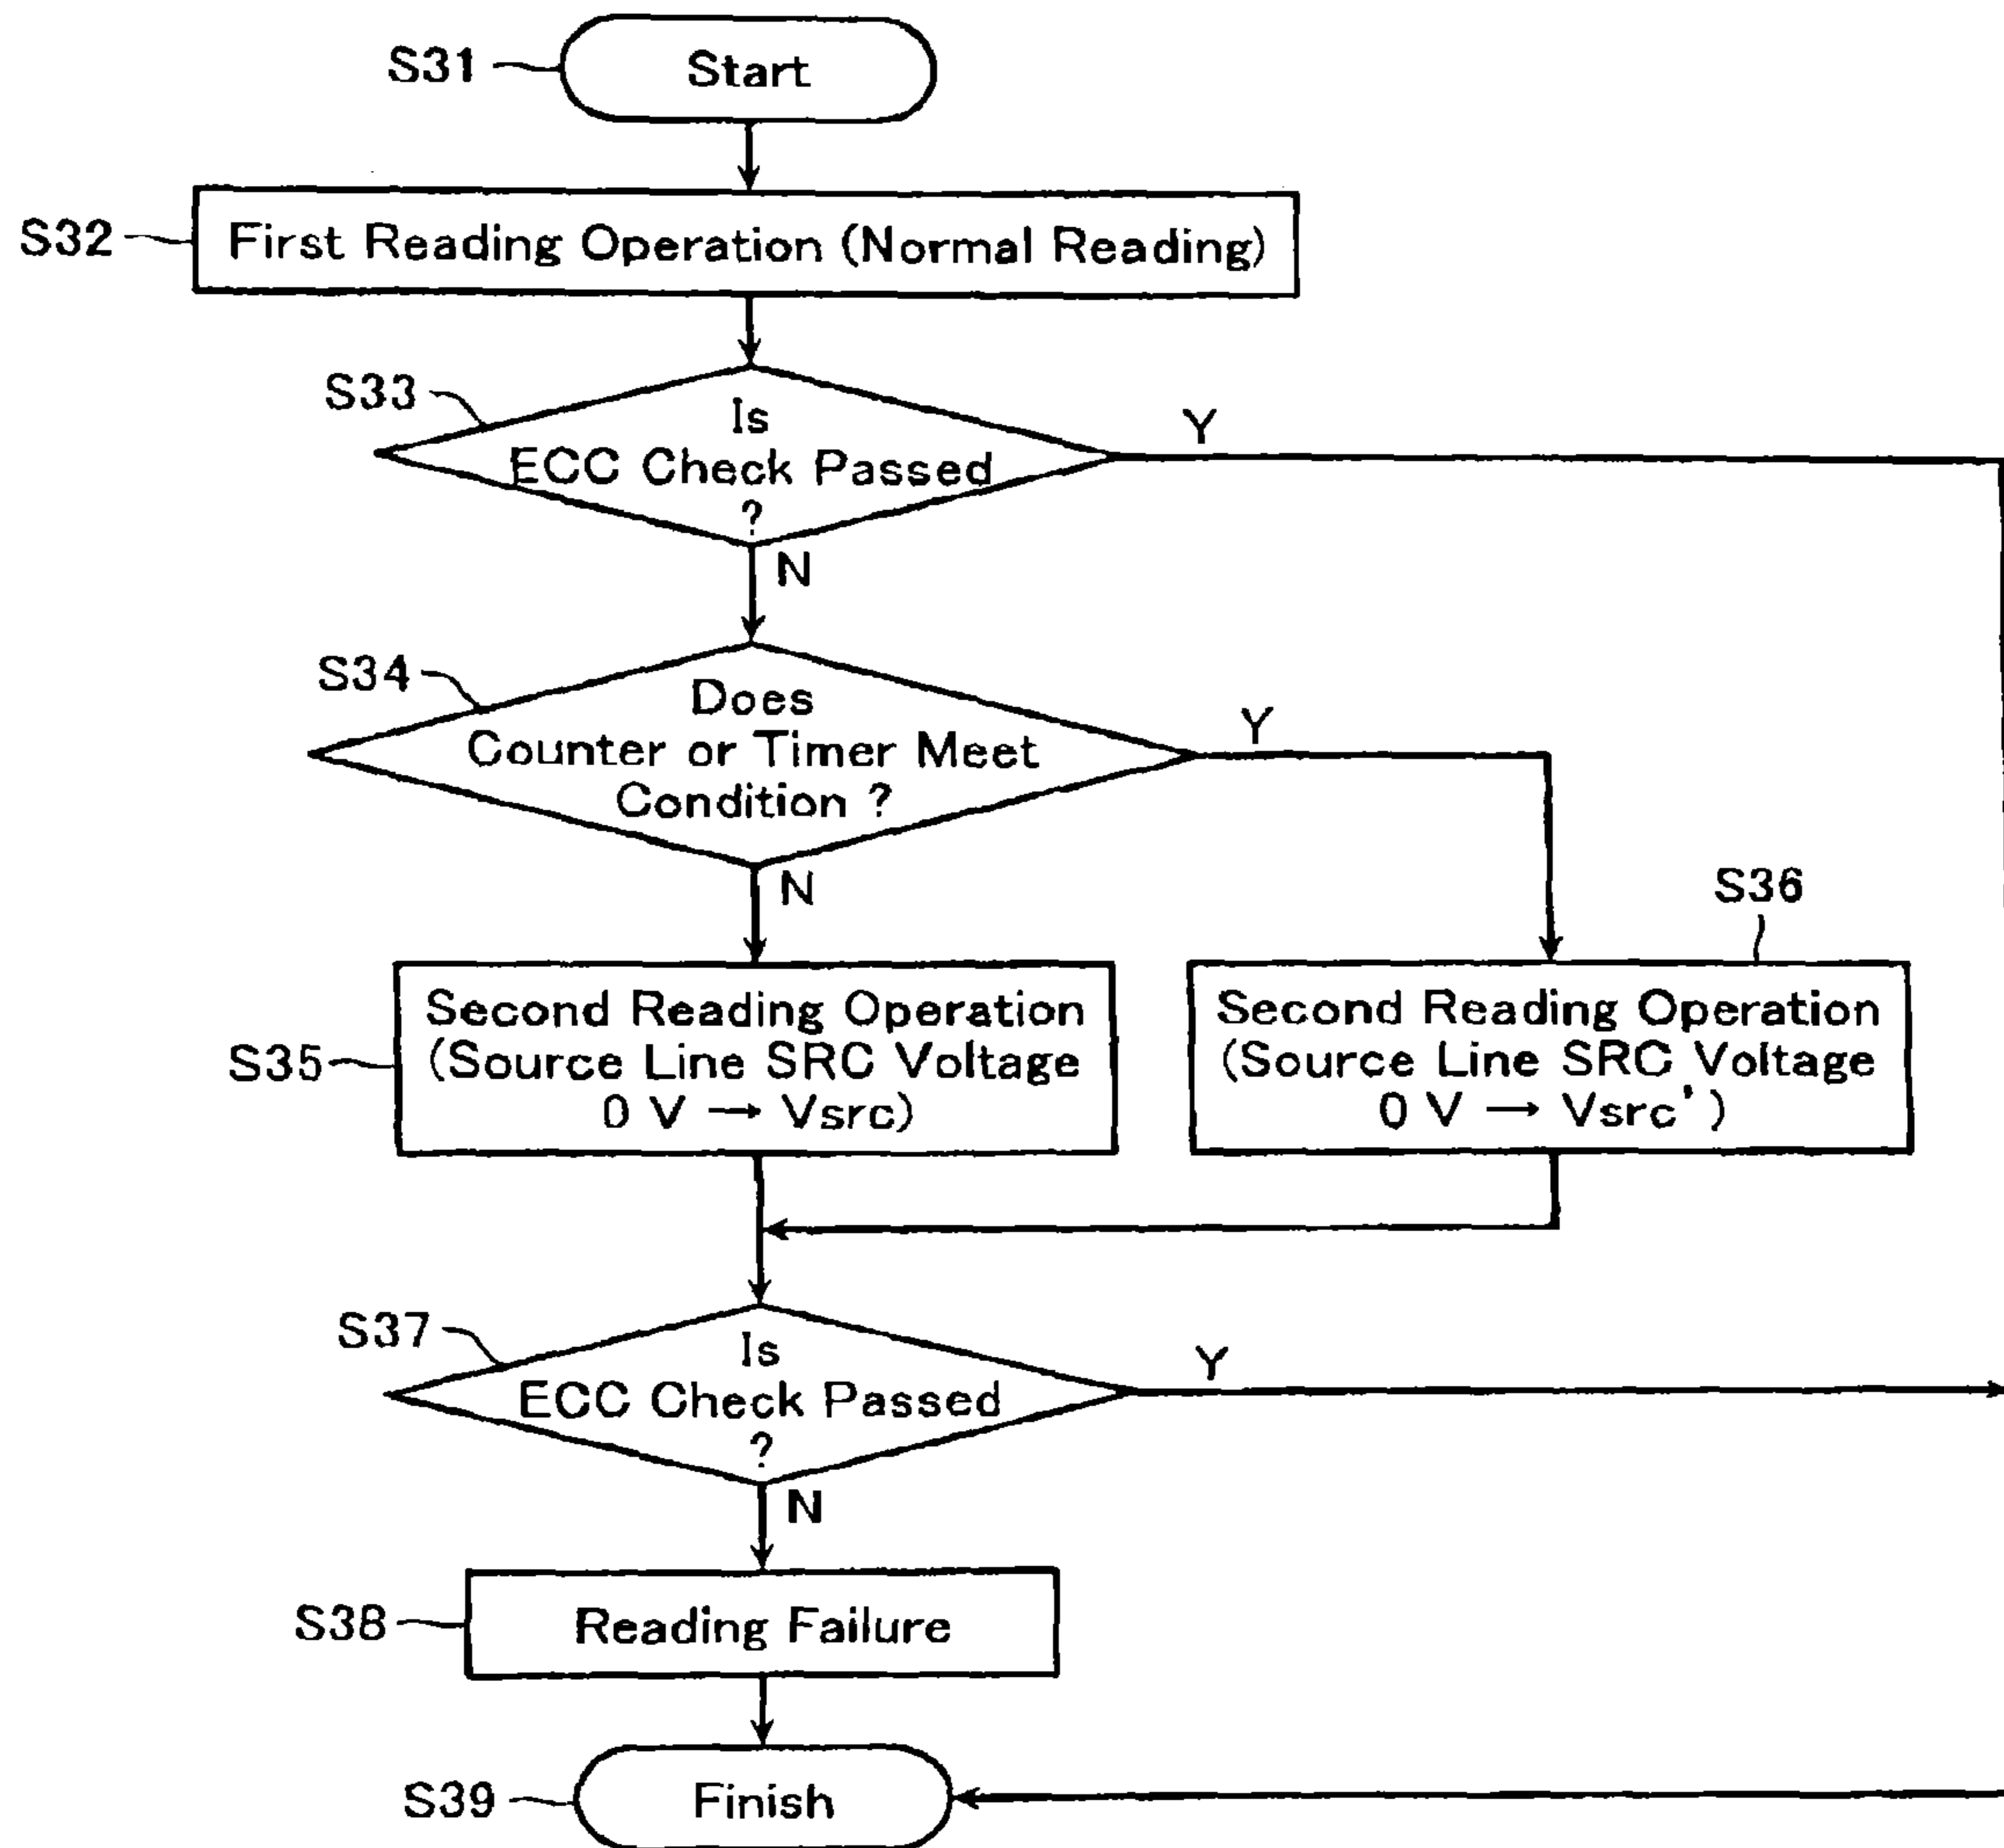 S31
Start
S32
First Reading Operation (Normal Reading)
S33
Is
ECC Check Passed
?
Y
N
S34
Does
Counter or Timer Meet
Condition ?
Y
N
S35
Second Reading Operation
(Source Line SRC Voltage
0 V → Vsrc)
S36
Second Reading Operation
(Source Line SRC Voltage
0 V → Vsrc')
S37
Is
ECC Check Passed
?
Y
N
S38
Reading Failure
S39
Finish